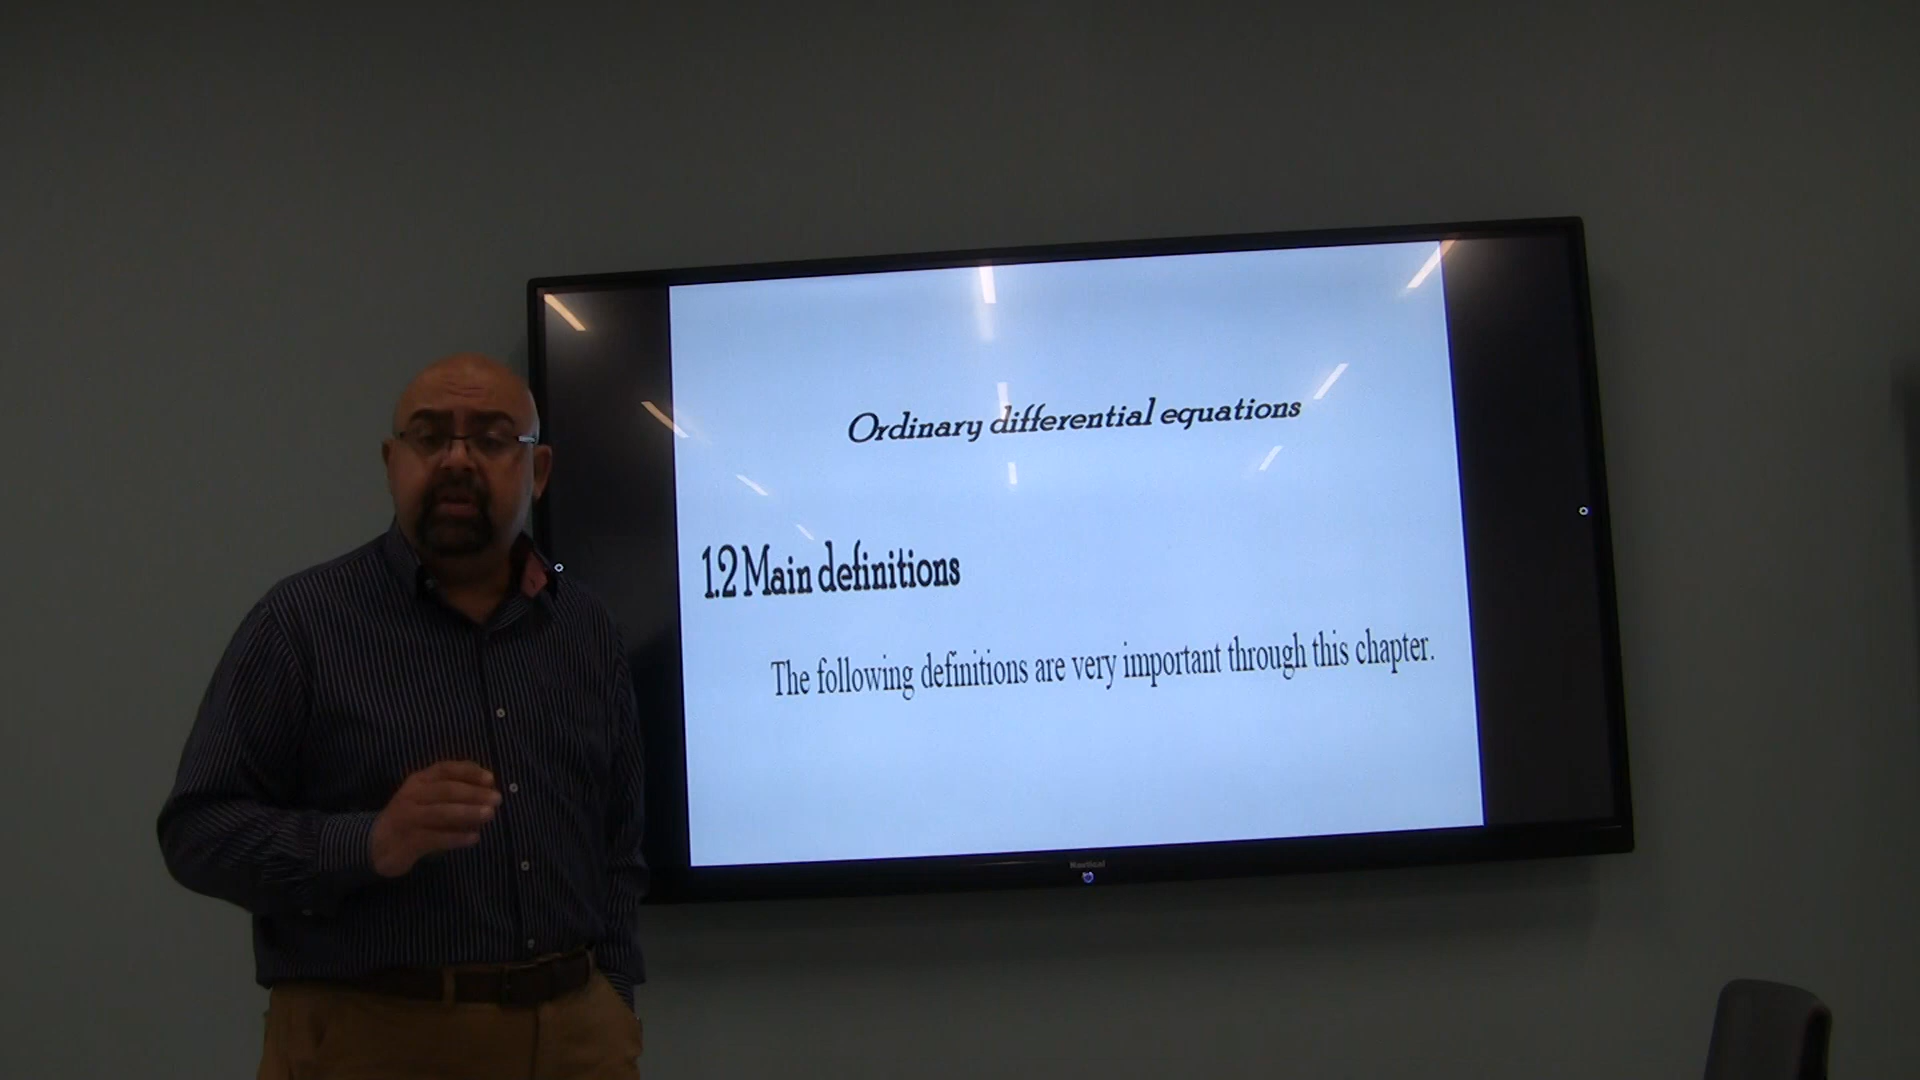 Ordinary differential equations
1.2 Main definitions
The following definitions are very important through this chapter.